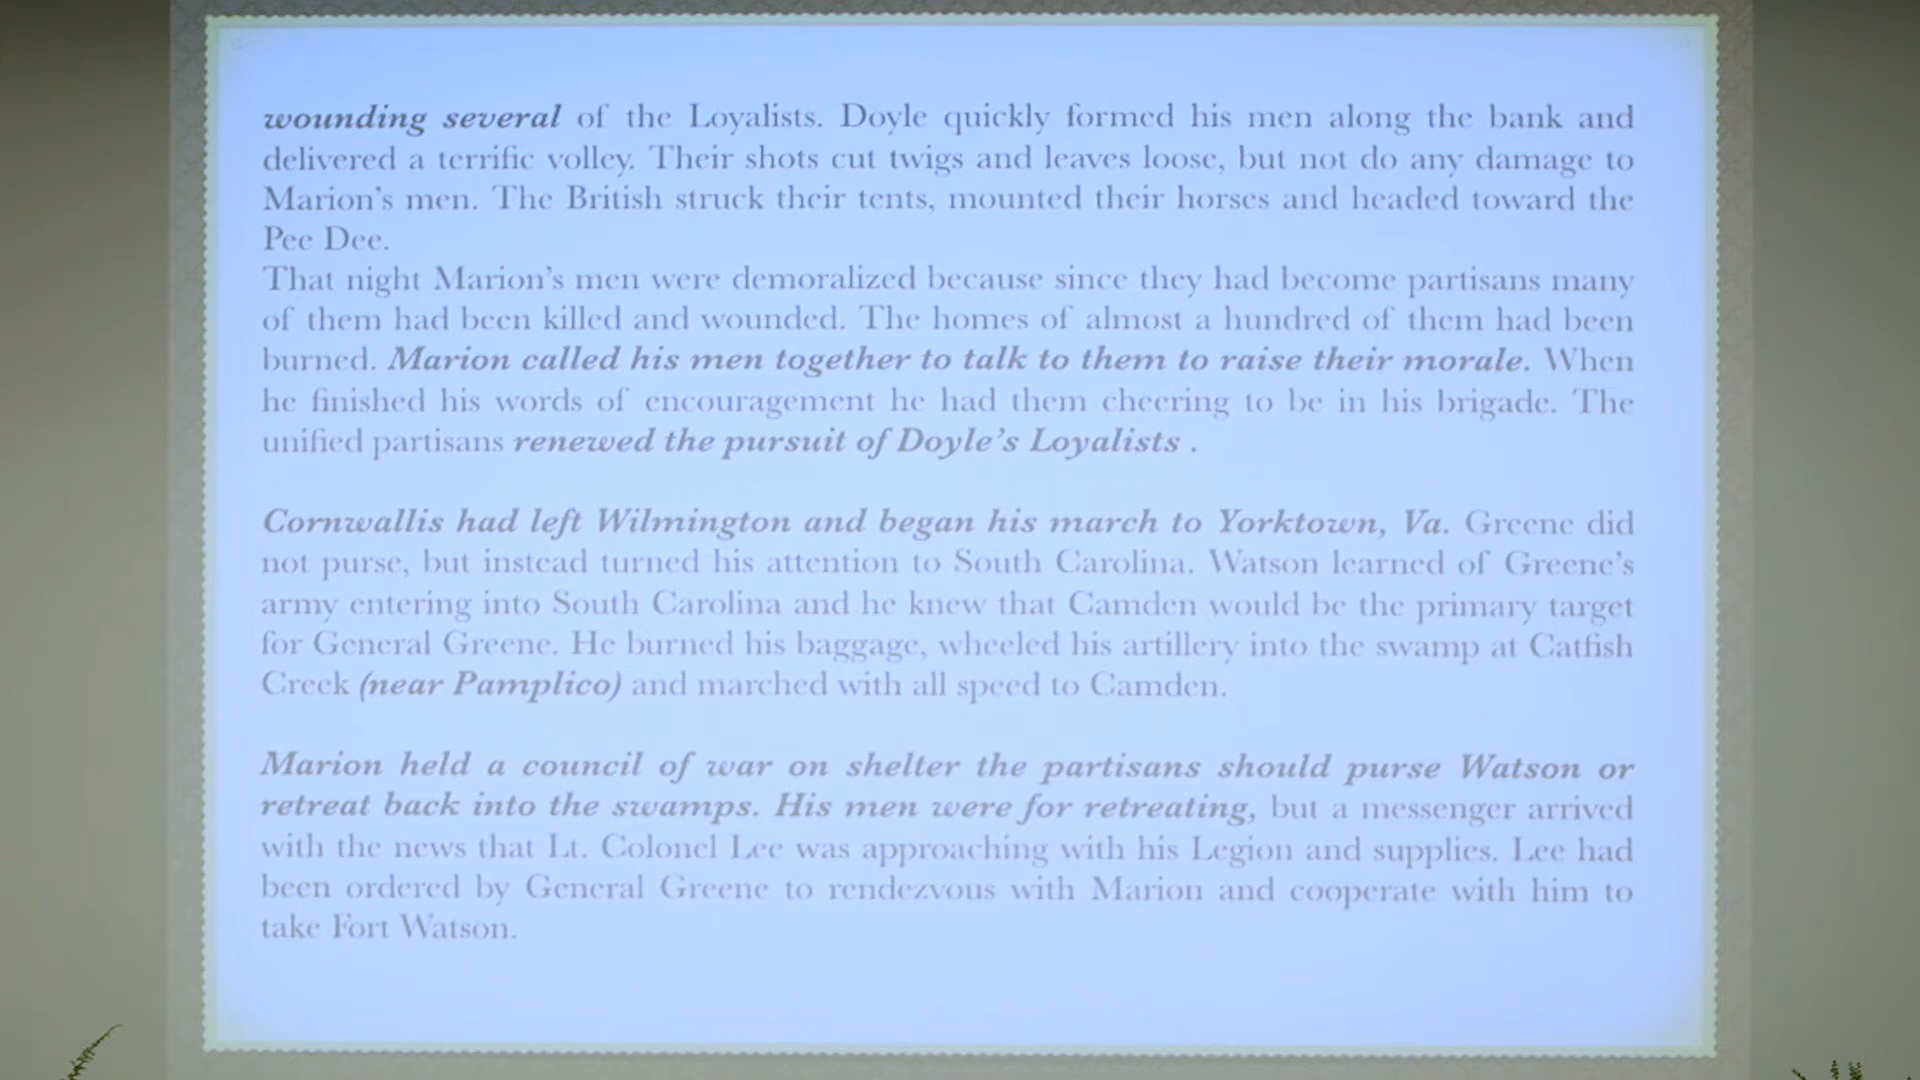 wounding several of the Loyalists. Doyle quickly formed his men along the bank and
delivered a terrific volley. Their shots cut twigs and leaves loose, but not do any damage to
Marion’s men. The British struck their tents, mounted their horses and headed toward the
Pee Dee.
That night Marion’s men were demoralized because since they had become partisans many
of them had been killed and wounded. The homes of almost a hundred of them had been
burned. Marion called his men together to talk to them to raise their morale. When
he finished his words of encouragement he had them cheering to be in his brigade. The
unified partisans renewed the pursuit of Doyle’s Loyalists .
Cornwallis had left Wilmington and began his march to Yorktown, Va. Greene did
not purse, but instead turned his attention to South Carolina. Watson learned of Greene’s
army entering into South Carolina and he knew that Camden would be the primary target
for General Greene. He burned his baggage, wheeled his artillery into the swamp at Catfish
Creek (near Pamplico) and marched with all speed to Camden.
Marion held a council of war on shelter the partisans should purse Watson or
retreat back into the swamps. His men were for retreating, but a messenger arrived
with the news that Lt. Colonel Lee was approaching with his Legion and supplies. Lee had
been ordered by General Greene to rendezvous with Marion and cooperate with him to
take Fort Watson.